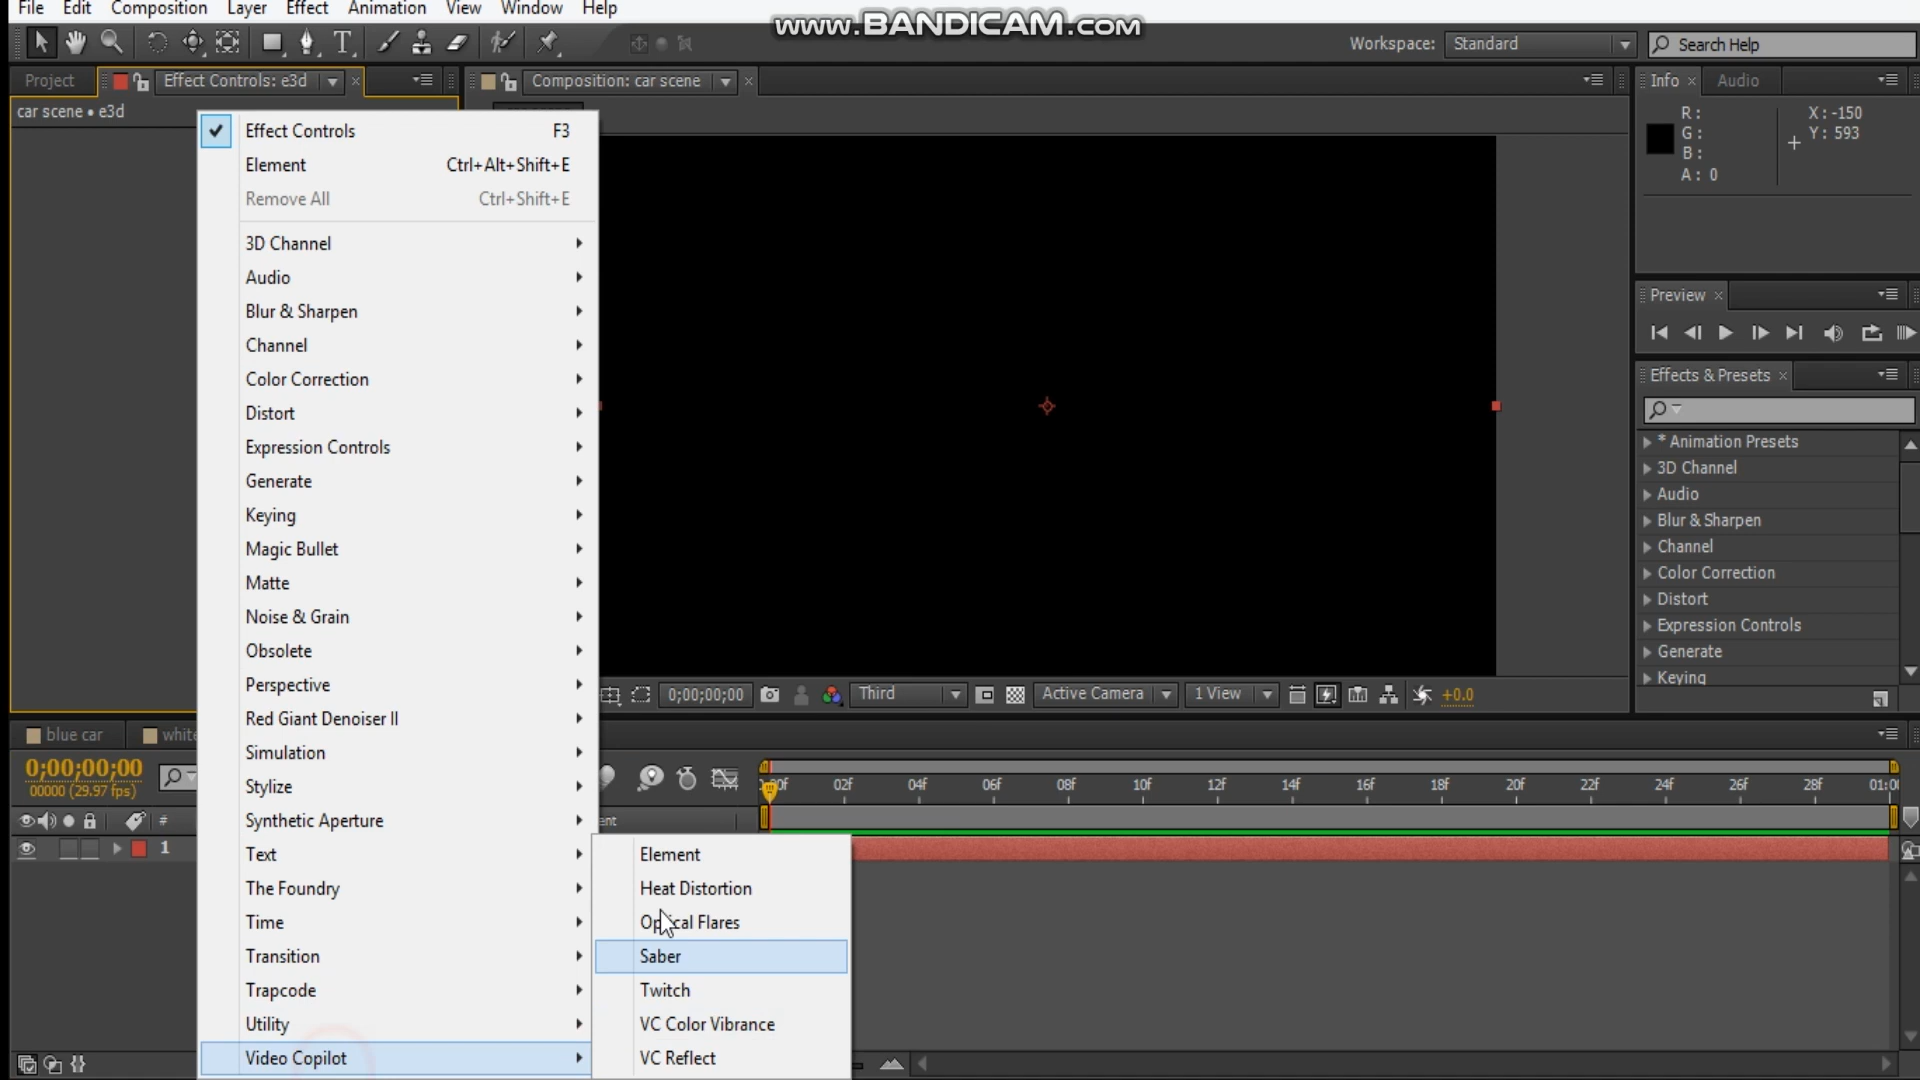 File Edit Composition Layer Effect Animation View Window Help
www.BANDICAM.com
Workspace: Standard Search Help
Project Effect Controls: e3d Composition: car scene Info Audio
car scene • e3d
R: X: -150
G: Y: 593
B:
A: 0
Effect Controls F3
Element Ctrl+Alt+Shift+E
Remove All Ctrl+Shift+E
3D Channel
Audio
Blur & Sharpen
Channel
Color Correction
Distort
Expression Controls
Generate
Keying
Magic Bullet
Matte
Noise & Grain
Obsolete
Perspective
Red Giant Denoiser II
Simulation
Stylize
Synthetic Aperture
Text
The Foundry
Time
Transition
Trapcode
Utility
Video Copilot
Element
Heat Distortion
Optical Flares
Saber
Twitch
VC Color Vibrance
VC Reflect
Preview
Effects & Presets
* Animation Presets
3D Channel
Audio
Blur & Sharpen
Channel
Color Correction
Distort
Expression Controls
Generate
Keying
0;00;00;00 Third Active Camera 1 View +0.0
blue car white
0;00;00;00
00000 (29.97 fps)
02f 04f 06f 08f 10f 12f 14f 16f 18f 20f 22f 24f 26f 28f 01:0
#
1